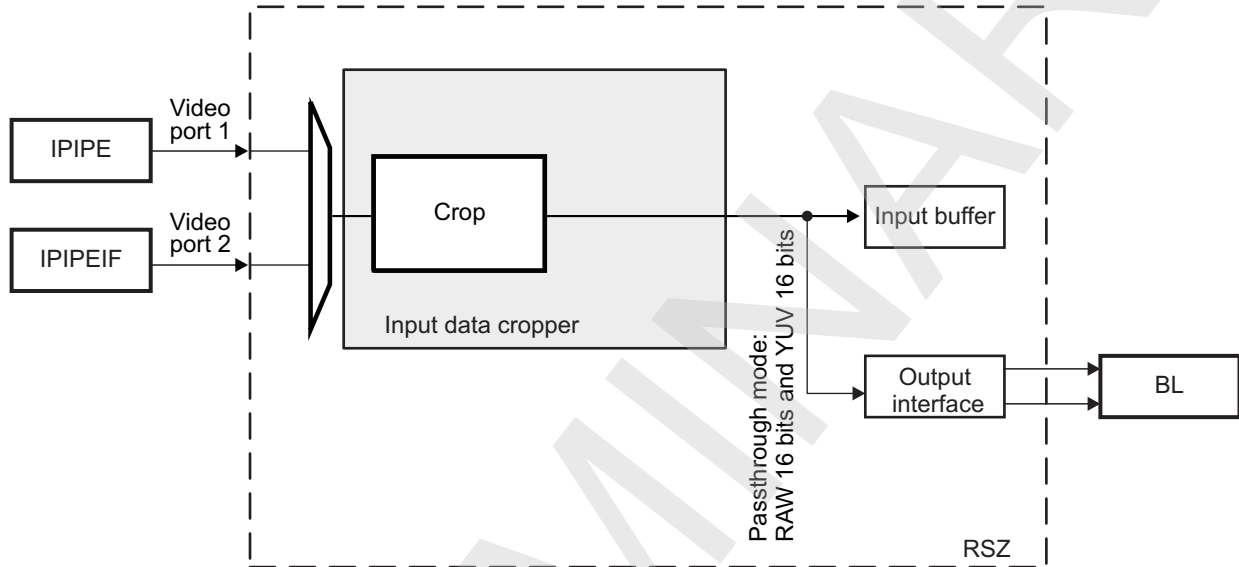 Video
port 1
IPIPE
Video
port 2
IPIPEIF
Crop
Input data cropper
Input buffer
Passthrough mode:
RAW 16 bits and YUV 16 bits
Output
interface
BL
RSZ